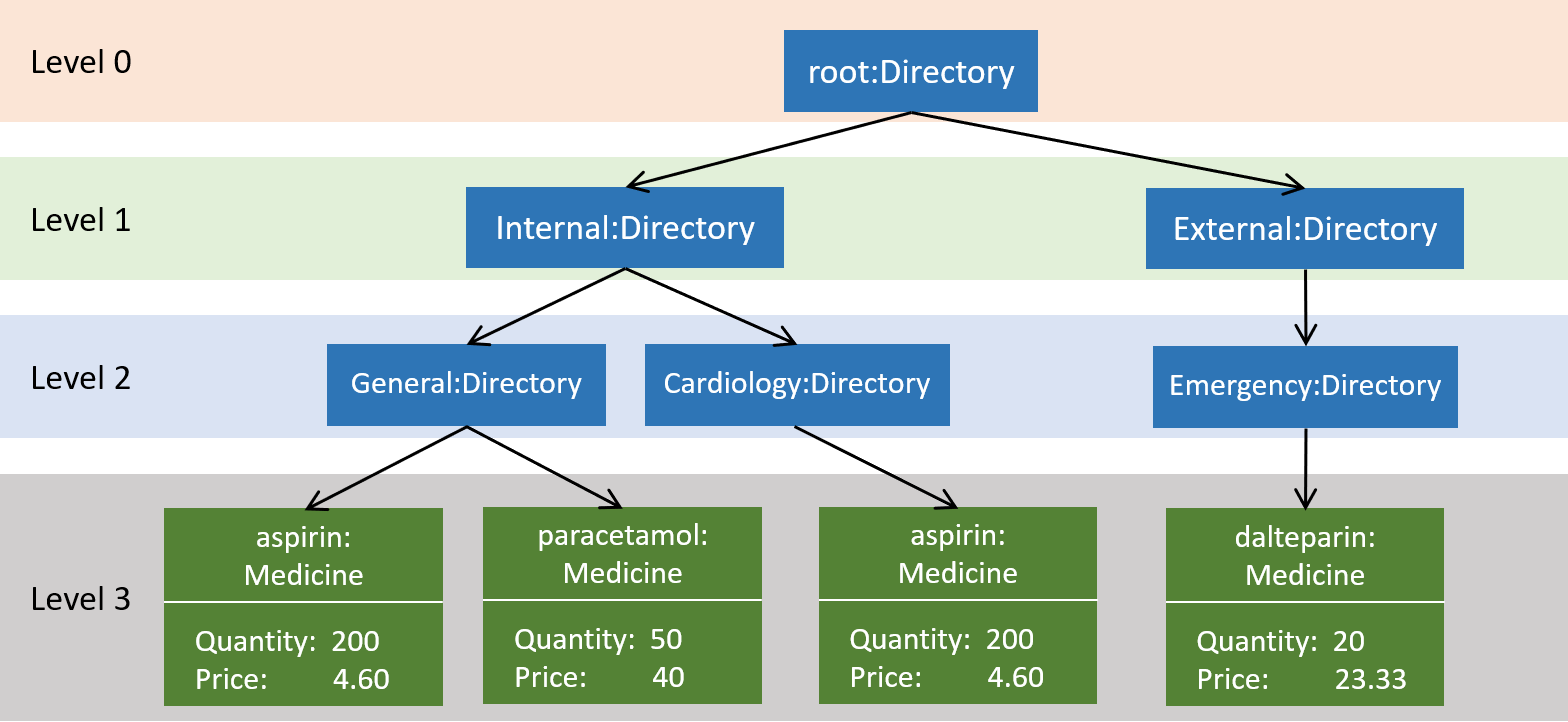 Level 0
root:Directory
Level 1
Internal:Directory
External:Directory
Level 2
General:Directory
Cardiology:Directory
Emergency:Directory
Level 3
aspirin:
Medicine
Quantity: 200
Price: 4.60
paracetamol:
Medicine
Quantity: 50
Price: 40
aspirin:
Medicine
Quantity: 200
Price: 4.60
dalteparin:
Medicine
Quantity: 20
Price: 23.33